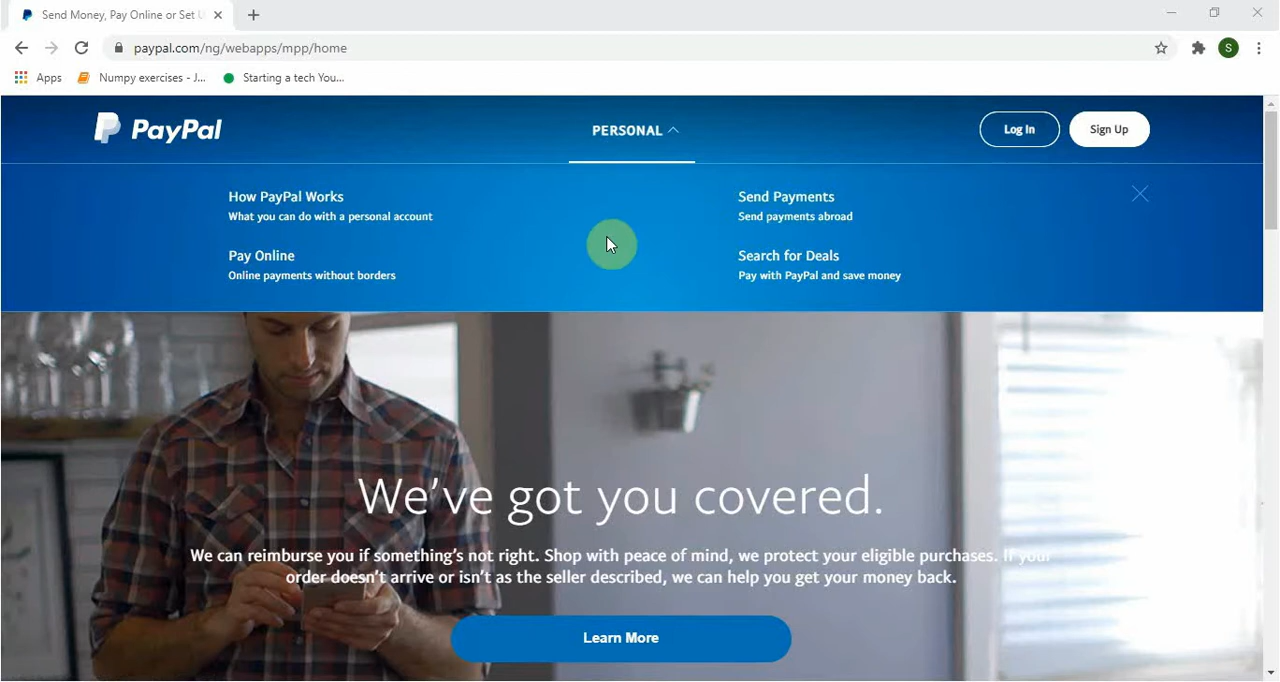 Send Money, Pay Online or Set U
paypal.com/ng/webapps/mpp/home
S
Apps
Numpy exercises - J...
Starting a tech You...
PayPal
PERSONAL
Log In
Sign Up
How PayPal Works
What you can do with a personal account
Send Payments
Send payments abroad
Pay Online
Online payments without borders
Search for Deals
Pay with PayPal and save money
We've got you covered.
We can reimburse you if something's not right. Shop with peace of mind, we protect your eligible purchases. If your
order doesn't arrive or isn't as the seller described, we can help you get your money back.
Learn More